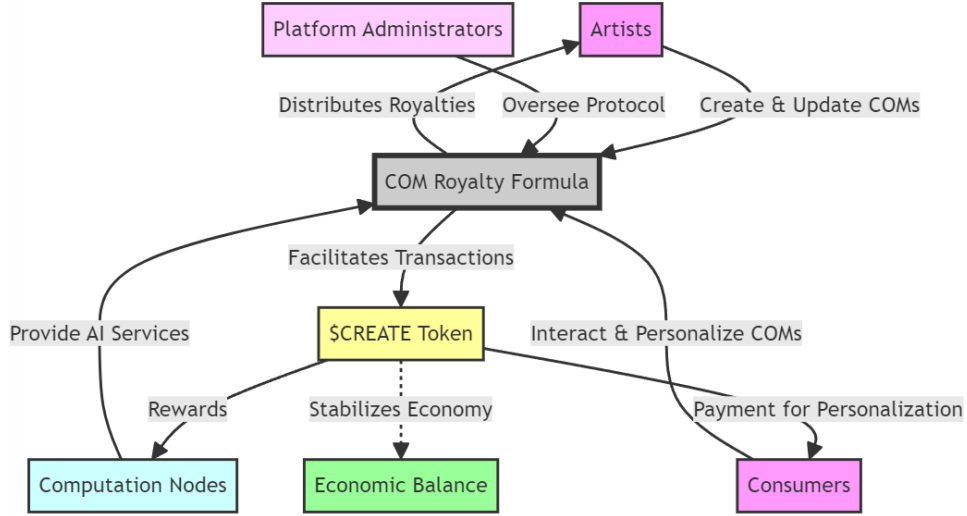 Platform Administrators
Artists
Distributes Royalties
Oversee Protocol
Create & Update COMs
COM Royalty Formula
Facilitates Transactions
$CREATE Token
Provide AI Services
Interact & Personalize COMs
Rewards
Stabilizes Economy
Payment for Personalization
Computation Nodes
Economic Balance
Consumers